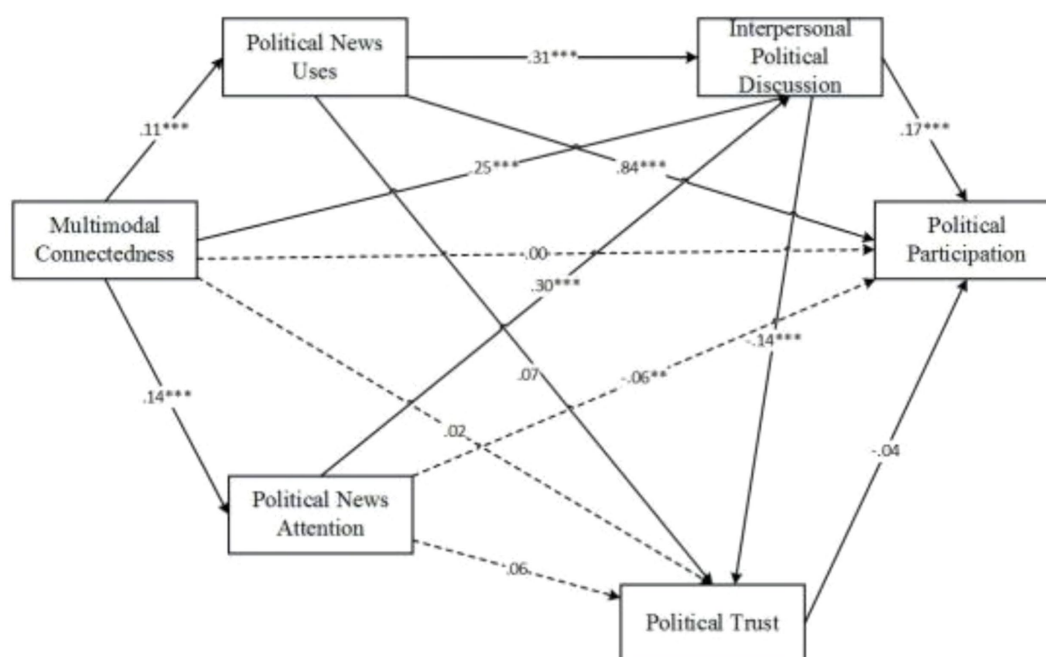 Political News
Uses
Interpersonal
Political
Discussion
.31***
.11***
.17***
.25***
.84***
Multimodal
Connectedness
Political
Participation
.00
.30***
-.14***
.07
-.06**
.14***
.02
-.04
Political News
Attention
.06
Political Trust